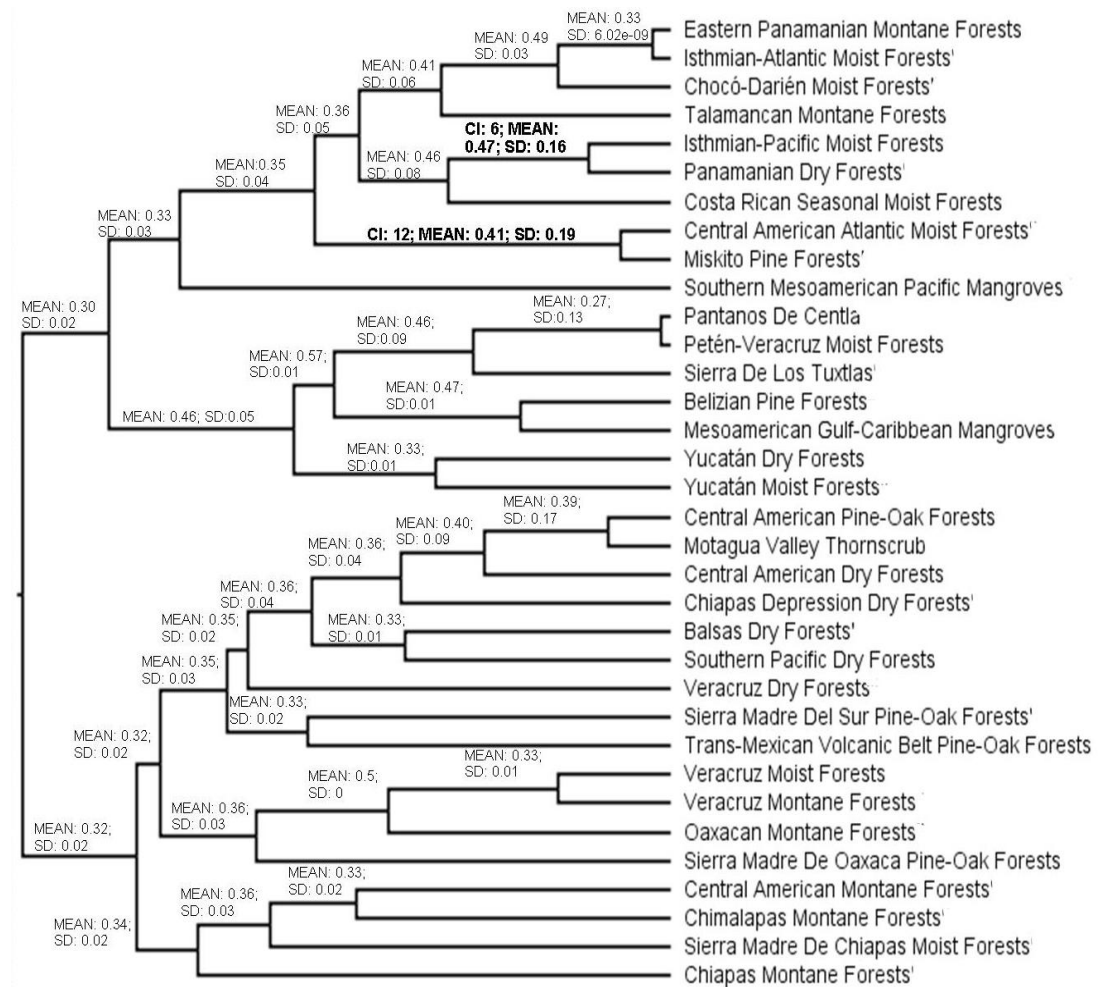 MEAN: 0.33
SD: 6.02e-09
Eastern Panamanian Montane Forests
MEAN: 0.49
SD: 0.03
Isthmian-Atlantic Moist Forests'
MEAN: 0.41
SD: 0.06
Chocó-Darién Moist Forests'
Talamancan Montane Forests
MEAN: 0.36
SD: 0.05
CI: 6; MEAN:
0.47; SD: 0.16
Isthmian-Pacific Moist Forests
MEAN: 0.46
SD: 0.08
Panamanian Dry Forests'
MEAN:0.35
SD: 0.04
Costa Rican Seasonal Moist Forests
MEAN: 0.33
SD: 0.03
CI: 12; MEAN: 0.41; SD: 0.19
Central American Atlantic Moist Forests'
Miskito Pine Forests'
Southern Mesoamerican Pacific Mangroves
MEAN: 0.30
SD: 0.02
MEAN: 0.27;
SD:0.13
Pantanos De Centla
MEAN: 0.46;
SD:0.09
Petén-Veracruz Moist Forests
MEAN: 0.57;
SD:0.01
Sierra De Los Tuxtlas'
MEAN: 0.47;
SD:0.01
Belizian Pine Forests
MEAN: 0.46; SD:0.05
Mesoamerican Gulf-Caribbean Mangroves
MEAN: 0.33;
SD:0.01
Yucatán Dry Forests
Yucatán Moist Forests
MEAN: 0.39;
SD: 0.17
Central American Pine-Oak Forests
MEAN: 0.40;
SD: 0.09
Motagua Valley Thornscrub
MEAN: 0.36;
SD: 0.04
Central American Dry Forests
MEAN: 0.36;
SD: 0.04
Chiapas Depression Dry Forests'
MEAN: 0.35;
SD: 0.02
MEAN: 0.33;
SD: 0.01
Balsas Dry Forests'
Southern Pacific Dry Forests
MEAN: 0.35;
SD: 0.03
Veracruz Dry Forests
MEAN: 0.33;
SD: 0.02
Sierra Madre Del Sur Pine-Oak Forests'
MEAN: 0.32;
SD: 0.02
Trans-Mexican Volcanic Belt Pine-Oak Forests
MEAN: 0.33;
SD: 0.01
Veracruz Moist Forests
MEAN: 0.5;
SD: 0
Veracruz Montane Forests
MEAN: 0.36;
SD: 0.03
Oaxacan Montane Forests
MEAN: 0.32;
SD: 0.02
Sierra Madre De Oaxaca Pine-Oak Forests
MEAN: 0.33;
SD: 0.02
Central American Montane Forests'
MEAN: 0.36;
SD: 0.03
Chimalapas Montane Forests'
MEAN: 0.34;
SD: 0.02
Sierra Madre De Chiapas Moist Forests'
Chiapas Montane Forests'